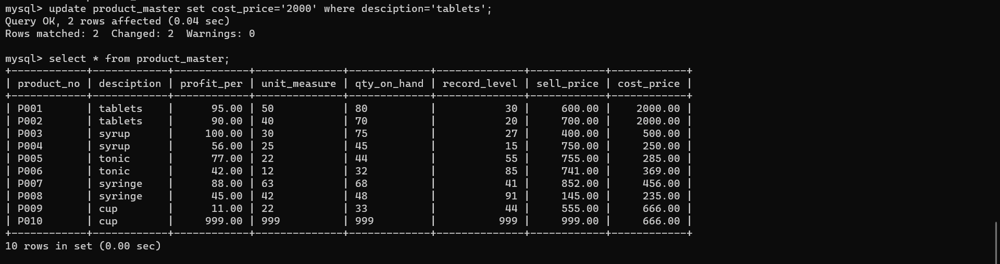 mysql> update product_master set cost_price='2000' where desciption='tablets';
Query OK, 2 rows affected (0.04 sec)
Rows matched: 2  Changed: 2  Warnings: 0

mysql> select * from product_master;
+------------+------------+------------+--------------+-------------+--------------+------------+------------+
| product_no | desciption | profit_per | unit_measure | qty_on_hand | record_level | sell_price | cost_price |
+------------+------------+------------+--------------+-------------+--------------+------------+------------+
| P001       | tablets    |      95.00 | 50           | 80          |           30 |     600.00 |    2000.00 |
| P002       | tablets    |      90.00 | 40           | 70          |           20 |     700.00 |    2000.00 |
| P003       | syrup      |     100.00 | 30           | 75          |           27 |     400.00 |     500.00 |
| P004       | syrup      |      56.00 | 25           | 45          |           15 |     750.00 |     250.00 |
| P005       | tonic      |      77.00 | 22           | 44          |           55 |     755.00 |     285.00 |
| P006       | tonic      |      42.00 | 12           | 32          |           85 |     741.00 |     369.00 |
| P007       | syringe    |      88.00 | 63           | 68          |           41 |     852.00 |     456.00 |
| P008       | syringe    |      45.00 | 42           | 48          |           91 |     145.00 |     235.00 |
| P009       | cup        |      11.00 | 22           | 33          |           44 |     555.00 |     666.00 |
| P010       | cup        |     999.00 | 999          | 999         |          999 |     999.00 |     666.00 |
+------------+------------+------------+--------------+-------------+--------------+------------+------------+
10 rows in set (0.00 sec)